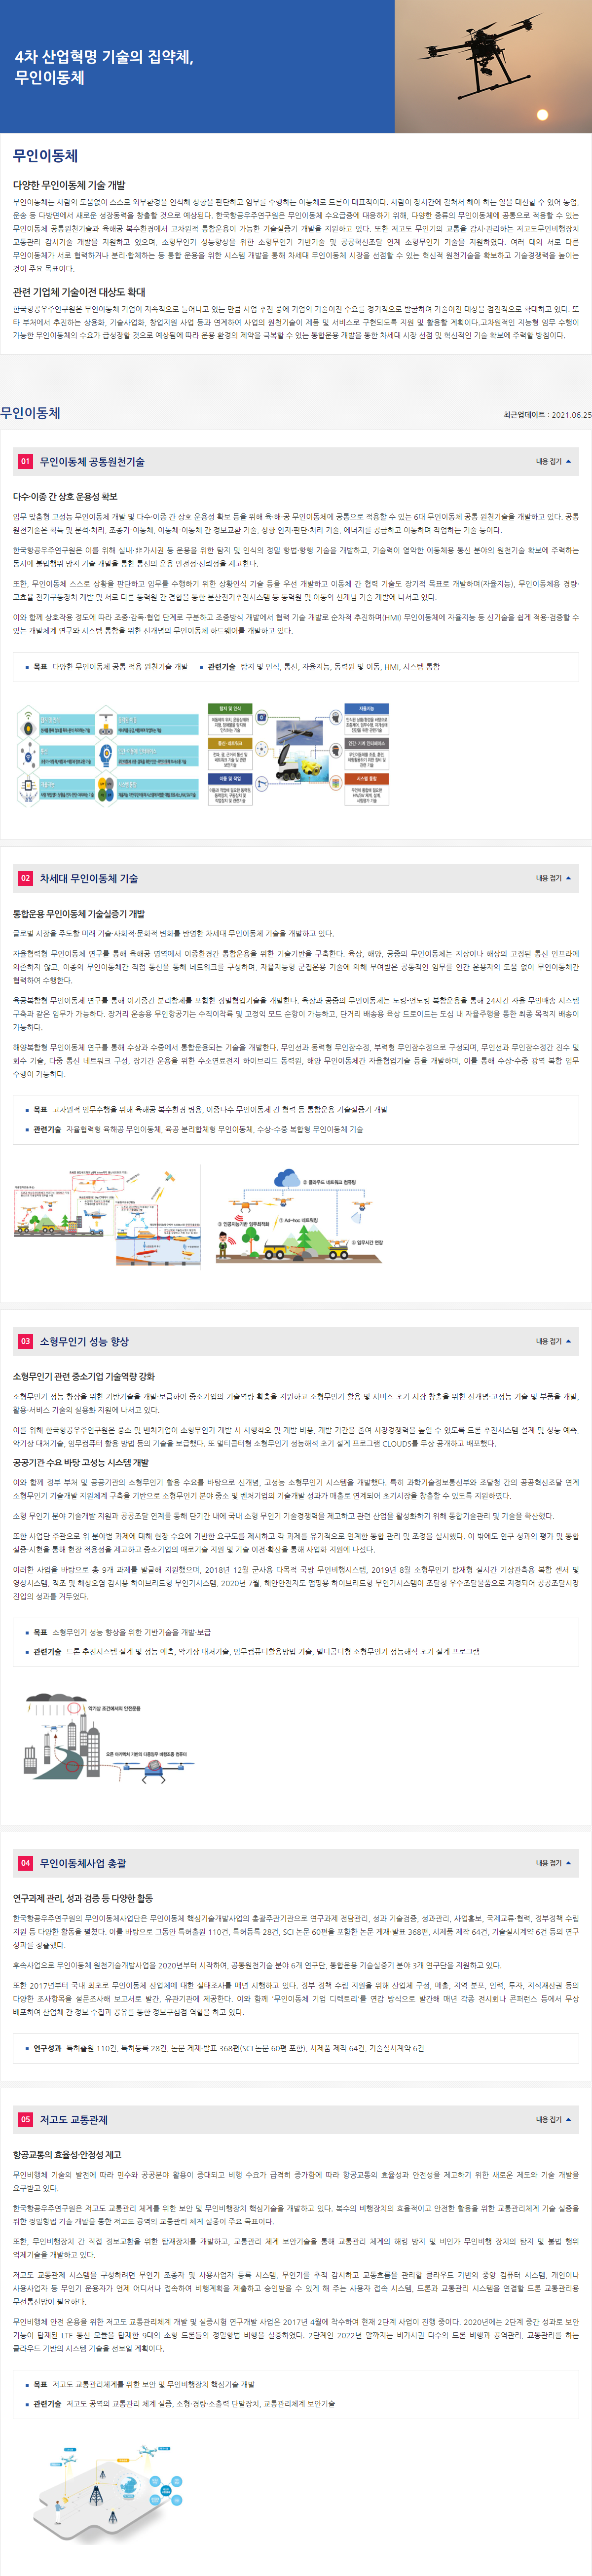 4차 산업혁명 기술의 집약체,
무인이동체
무인이동체
다양한 무인이동체 기술 개발
무인이동체는 사람의 도움없이 스스로 외부환경을 인식해 상황을 판단하고 임무를 수행하는 이동체로 드론이 대표적이다. 사람이 장시간에 걸쳐서 해야 하는 일을 대신할 수 있어 농업,
운송 등 다방면에서 새로운 성장동력을 창출할 것으로 예상된다. 한국항공우주연구원은 무인이동체 수요급증에 대응하기 위해, 다양한 종류의 무인이동체에 공통으로 적용할 수 있는
무인이동체 공통원천기술과 육해공 복수환경에서 고차원적 통합운용이 가능한 기술실증기 개발을 지원하고 있다. 또한 저고도 무인기의 교통을 감시·관리하는 저고도무인비행장치
교통관리 감시기술 개발을 지원하고 있으며, 소형무인기 성능향상을 위한 소형무인기 기반기술 및 공공혁신조달 연계 소형무인기 기술을 지원하였다. 여러 대의 서로 다른
무인이동체가 서로 협력하거나 분리·합체하는 등 통합 운용을 위한 시스템 개발을 통해 차세대 무인이동체 시장을 선점할 수 있는 혁신적 원천기술을 확보하고 기술경쟁력을 높이는
것이 주요 목표이다.
관련 기업체 기술이전 대상도 확대
한국항공우주연구원은 무인이동체 기업이 지속적으로 늘어나고 있는 만큼 사업 추진 중에 기업의 기술이전 수요를 정기적으로 발굴하여 기술이전 대상을 점진적으로 확대하고 있다. 또
타 부처에서 추진하는 상용화, 기술사업화, 창업지원 사업 등과 연계하여 사업의 원천기술이 제품 및 서비스로 구현되도록 지원 및 활용할 계획이다.고차원적인 지능형 임무 수행이
가능한 무인이동체의 수요가 급성장할 것으로 예상됨에 따라 운용 환경의 제약을 극복할 수 있는 통합운용 개발을 통한 차세대 시장 선점 및 혁신적인 기술 확보에 주력할 방침이다.
무인이동체 최근업데이트 : 2021.06.25
01 무인이동체 공통원천기술 내용 접기
다수·이종 간 상호 운용성 확보
임무 맞춤형 고성능 무인이동체 개발 및 다수·이종 간 상호 운용성 확보 등을 위해 육·해·공 무인이동체에 공통으로 적용할 수 있는 6대 무인이동체 공통 원천기술을 개발하고 있다. 공통
원천기술은 획득 및 분석·처리, 조종기-이동체, 이동체-이동체 간 정보교환 기술, 상황 인지·판단·처리 기술, 에너지를 공급하고 이동하며 작업하는 기술 등이다.
한국항공우주연구원은 이를 위해 실내·非가시권 등 운용을 위한 탐지 및 인식의 정밀 항법·항행 기술을 개발하고, 기술력이 열악한 이동체용 통신 분야의 원천기술 확보에 주력하는
동시에 불법행위 방지 기술 개발을 통한 통신의 운용 안전성·신뢰성을 제고한다.
또한, 무인이동체 스스로 상황을 판단하고 임무를 수행하기 위한 상황인식 기술 등을 우선 개발하고 이동체 간 협력 기술도 장기적 목표로 개발하며(자율지능), 무인이동체용 경량·
고효율 전기구동장치 개발 및 서로 다른 동력원 간 결합을 통한 분산전기추진시스템 등 동력원 및 이동의 신개념 기술 개발에 나서고 있다.
이와 함께 상호작용 정도에 따라 조종·감독·협업 단계로 구분하고 조종방식 개발에서 협력 기술 개발로 순차적 추진하며(HMI) 무인이동체에 자율지능 등 신기술을 쉽게 적용·검증할 수
있는 개방체계 연구와 시스템 통합을 위한 신개념의 무인이동체 하드웨어를 개발하고 있다.
목표 다양한 무인이동체 공통 적용 원천기술 개발 관련기술 탐지 및 인식, 통신, 자율지능, 동력원 및 이동, HMI, 시스템 통합
탐지 및 인식 자율지능
통신·네트워크 인간·기계 인터페이스
이동 및 작업 시스템 통합
02 차세대 무인이동체 기술 내용 접기
통합운용 무인이동체 기술실증기 개발
글로벌 시장을 주도할 미래 기술·사회적·문화적 변화를 반영한 차세대 무인이동체 기술을 개발하고 있다.
자율협력형 무인이동체 연구를 통해 육해공 영역에서 이종환경간 통합운용을 위한 기술기반을 구축한다. 육상, 해양, 공중의 무인이동체는 지상이나 해상의 고정된 통신 인프라에
의존하지 않고, 이종의 무인이동체간 직접 통신을 통해 네트워크를 구성하며, 자율지능형 군집운용 기술에 의해 부여받은 공통적인 임무를 인간 운용자의 도움 없이 무인이동체간
협력하여 수행한다.
육공복합형 무인이동체 연구를 통해 이기종간 분리합체를 포함한 정밀협업기술을 개발한다. 육상과 공중의 무인이동체는 도킹-언도킹 복합운용을 통해 24시간 자율 무인배송 시스템
구축과 같은 임무가 가능하다. 장거리 운송용 무인항공기는 수직이착륙 및 고정익 모드 순항이 가능하고, 단거리 배송용 육상 드로이드는 도심 내 자율주행을 통한 최종 목적지 배송이
가능하다.
해양복합형 무인이동체 연구를 통해 수상과 수중에서 통합운용되는 기술을 개발한다. 무인선과 동력형 무인잠수정, 부력형 무인잠수정으로 구성되며, 무인선과 무인잠수정간 진수 및
회수 기술, 다중 통신 네트워크 구성, 장기간 운용을 위한 수소연료전지 하이브리드 동력원, 해양 무인이동체간 자율협업기술 등을 개발하며, 이를 통해 수상-수중 광역 복합 임무
수행이 가능하다.
목표 고차원적 임무수행을 위해 육해공 복수환경 병용, 이종다수 무인이동체 간 협력 등 통합운용 기술실증기 개발
관련기술 자율협력형 육해공 무인이동체, 육공 분리합체형 무인이동체, 수상-수중 복합형 무인이동체 기술
② 클라우드 네트워크 컴퓨팅
③ 인공지능기반 임무최적화
① Ad-hoc 네트워킹
④ 임무시간 연장
03 소형무인기 성능 향상 내용 접기
소형무인기 관련 중소기업 기술역량 강화
소형무인기 성능 향상을 위한 기반기술을 개발·보급하여 중소기업의 기술역량 확충을 지원하고 소형무인기 활용 및 서비스 초기 시장 창출을 위한 신개념·고성능 기술 및 부품을 개발,
활용·서비스 기술의 실용화 지원에 나서고 있다.
이를 위해 한국항공우주연구원은 중소 및 벤처기업이 소형무인기 개발 시 시행착오 및 개발 비용, 개발 기간을 줄여 시장경쟁력을 높일 수 있도록 드론 추진시스템 설계 및 성능 예측,
악기상 대처기술, 임무컴퓨터 활용 방법 등의 기술을 보급했다. 또 멀티콥터형 소형무인기 성능해석 초기 설계 프로그램 CLOUDS를 무상 공개하고 배포했다.
공공기관 수요 바탕 고성능 시스템 개발
이와 함께 정부 부처 및 공공기관의 소형무인기 활용 수요를 바탕으로 신개념, 고성능 소형무인기 시스템을 개발했다. 특히 과학기술정보통신부와 조달청 간의 공공혁신조달 연계
소형무인기 기술개발 지원체계 구축을 기반으로 소형무인기 분야 중소 및 벤처기업의 기술개발 성과가 매출로 연계되어 초기시장을 창출할 수 있도록 지원하였다.
소형 무인기 분야 기술개발 지원과 공공조달 연계를 통해 단기간 내에 국내 소형 무인기 기술경쟁력을 제고하고 관련 산업을 활성화하기 위해 통합기술관리 및 기술을 확산했다.
또한 사업단 주관으로 위 분야별 과제에 대해 현장 수요에 기반한 요구도를 제시하고 각 과제를 유기적으로 연계한 통합 관리 및 조정을 실시했다. 이 밖에도 연구 성과의 평가 및 통합
실증·시현을 통해 현장 적용성을 제고하고 중소기업의 애로기술 지원 및 기술 이전·확산을 통해 사업화 지원에 나섰다.
이러한 사업을 바탕으로 총 9개 과제를 발굴해 지원했으며, 2018년 12월 군사용 다목적 국방 무인비행시스템, 2019년 8월 소형무인기 탑재형 실시간 기상관측용 복합 센서 및
영상시스템, 적조 및 해상오염 감시용 하이브리드형 무인기시스템, 2020년 7월, 해안안전지도 맵핑용 하이브리드형 무인기시스템이 조달청 우수조달물품으로 지정되어 공공조달시장
진입의 성과를 거두었다.
목표 소형무인기 성능 향상을 위한 기반기술을 개발·보급
관련기술 드론 추진시스템 설계 및 성능 예측, 악기상 대처기술, 임무컴퓨터활용방법 기술, 멀티콥터형 소형무인기 성능해석 초기 설계 프로그램
악기상 조건에서의 안전운용
오픈 아키텍처 기반의 다중임무 비행조종 컴퓨터
04 무인이동체사업 총괄 내용 접기
연구과제 관리, 성과 검증 등 다양한 활동
한국항공우주연구원의 무인이동체사업단은 무인이동체 핵심기술개발사업의 총괄주관기관으로 연구과제 전담관리, 성과 기술검증, 성과관리, 사업홍보, 국제교류·협력, 정부정책 수립
지원 등 다양한 활동을 펼쳤다. 이를 바탕으로 그동안 특허출원 110건, 특허등록 28건, SCI 논문 60편을 포함한 논문 게재·발표 368편, 시제품 제작 64건, 기술실시계약 6건 등의 연구
성과를 창출했다.
후속사업으로 무인이동체 원천기술개발사업을 2020년부터 시작하여, 공통원천기술 분야 6개 연구단, 통합운용 기술실증기 분야 3개 연구단을 지원하고 있다.
또한 2017년부터 국내 최초로 무인이동체 산업체에 대한 실태조사를 매년 시행하고 있다. 정부 정책 수립 지원을 위해 산업체 구성, 매출, 지역 분포, 인력, 투자, 지식재산권 등의
다양한 조사항목을 설문조사해 보고서로 발간, 유관기관에 제공한다. 이와 함께 ‘무인이동체 기업 디렉토리’를 연감 방식으로 발간해 매년 각종 전시회나 콘퍼런스 등에서 무상
배포하여 산업체 간 정보 수집과 공유를 통한 정보구심점 역할을 하고 있다.
연구성과 특허출원 110건, 특허등록 28건, 논문 게재·발표 368편(SCI 논문 60편 포함), 시제품 제작 64건, 기술실시계약 6건
05 저고도 교통관제 내용 접기
항공교통의 효율성·안정성 제고
무인비행체 기술의 발전에 따라 민수와 공공분야 활용이 증대되고 비행 수요가 급격히 증가함에 따라 항공교통의 효율성과 안전성을 제고하기 위한 새로운 제도와 기술 개발을
요구받고 있다.
한국항공우주연구원은 저고도 교통관리 체계를 위한 보안 및 무인비행장치 핵심기술을 개발하고 있다. 복수의 비행장치의 효율적이고 안전한 활용을 위한 교통관리체계 기술 실증을
위한 정밀항법 기술 개발을 통한 저고도 공역의 교통관리 체계 실증이 주요 목표이다.
또한, 무인비행장치 간 직접 정보교환을 위한 탑재장치를 개발하고, 교통관리 체계 보안기술을 통해 교통관리 체계의 해킹 방지 및 비인가 무인비행 장치의 탐지 및 불법 행위
억제기술을 개발하고 있다.
저고도 교통관제 시스템을 구성하려면 무인기 조종자 및 사용사업자 등록 시스템, 무인기를 추적 감시하고 교통흐름을 관리할 클라우드 기반의 중앙 컴퓨터 시스템, 개인이나
사용사업자 등 무인기 운용자가 언제 어디서나 접속하여 비행계획을 제출하고 승인받을 수 있게 해 주는 사용자 접속 시스템, 드론과 교통관리 시스템을 연결할 드론 교통관리용
무선통신망이 필요하다.
무인비행체 안전 운용을 위한 저고도 교통관리체계 개발 및 실증시험 연구개발 사업은 2017년 4월에 착수하여 현재 2단계 사업이 진행 중이다. 2020년에는 2단계 중간 성과로 보안
기능이 탑재된 LTE 통신 모듈을 탑재한 9대의 소형 드론들의 정밀항법 비행을 실증하였다. 2단계인 2022년 말까지는 비가시권 다수의 드론 비행과 공역관리, 교통관리를 하는
클라우드 기반의 시스템 기술을 선보일 계획이다.
목표 저고도 교통관리체계를 위한 보안 및 무인비행장치 핵심기술 개발
관련기술 저고도 공역의 교통관리 체계 실증, 소형·경량·소출력 단말장치, 교통관리체계 보안기술